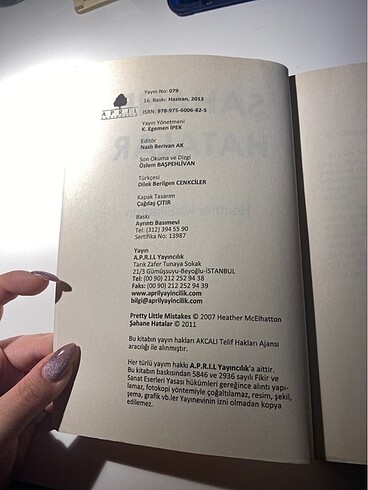 Yayın No: 079
16. Baskı: Haziran, 2013
ISBN: 978-975-6006-82-5
A P R I L
Yayın Yönetmeni
K. Egemen İPEK
Editör
Nazlı Berivan AK
Son Okuma ve Dizgi
Özlem BAŞPEHLİVAN
Türkçesi
Dilek Berilgen CENKCİLER
Kapak Tasarım
Çağdaş ÇITIR
Baskı
Ayrıntı Basımevi
Tel: (312) 394 55 90
Sertifika No: 13987
Yayın
A.P.R.I.L Yayıncılık
Tarık Zafer Tunaya Sokak
21/3 Gümüşsuyu-Beyoğlu-İSTANBUL
Tel: (00 90) 212 252 94 38
Faks: (00 90) 212 252 94 39
www.aprilyayincilik.com
bilgi@aprilyayincilik.com
Pretty Little Mistakes © 2007 Heather McElhatton
Şahane Hatalar © 2011
Bu kitabın yayın hakları AKCALI Telif Hakları Ajansı
aracılığı ile alınmıştır.
Her türlü yayım hakkı A.P.R.I.L Yayıncılık'a aittir.
Bu kitabın baskısından 5846 ve 2936 sayılı Fikir ve
Sanat Eserleri Yasası hükümleri gereğince alıntı yapı-
lamaz, fotokopi yöntemiyle çoğaltılamaz, resim, şekil,
şema, grafik vb.ler Yayınevinin izni olmadan kopya
edilemez.